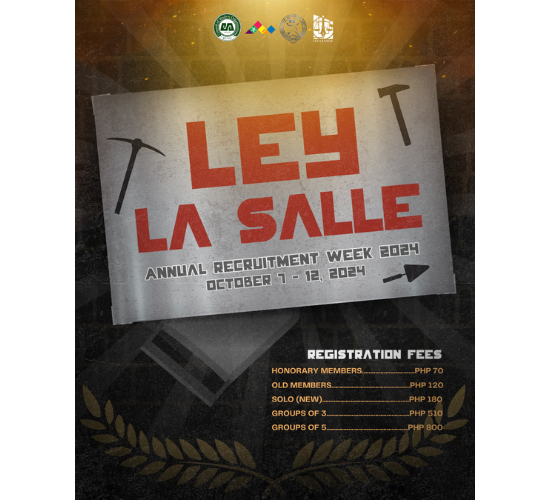 LEY
LA SALLE
ANNUAL RECRUITMENT WEEK 2024
OCTOBER 7 - 12, 2024
REGISTRATION FEES
HONORARY MEMBERS........................PHP 70
OLD MEMBERS........................PHP 120
SOLO (NEW)........................PHP 180
GROUPS OF 3........................PHP 510
GROUPS OF 5........................PHP 800